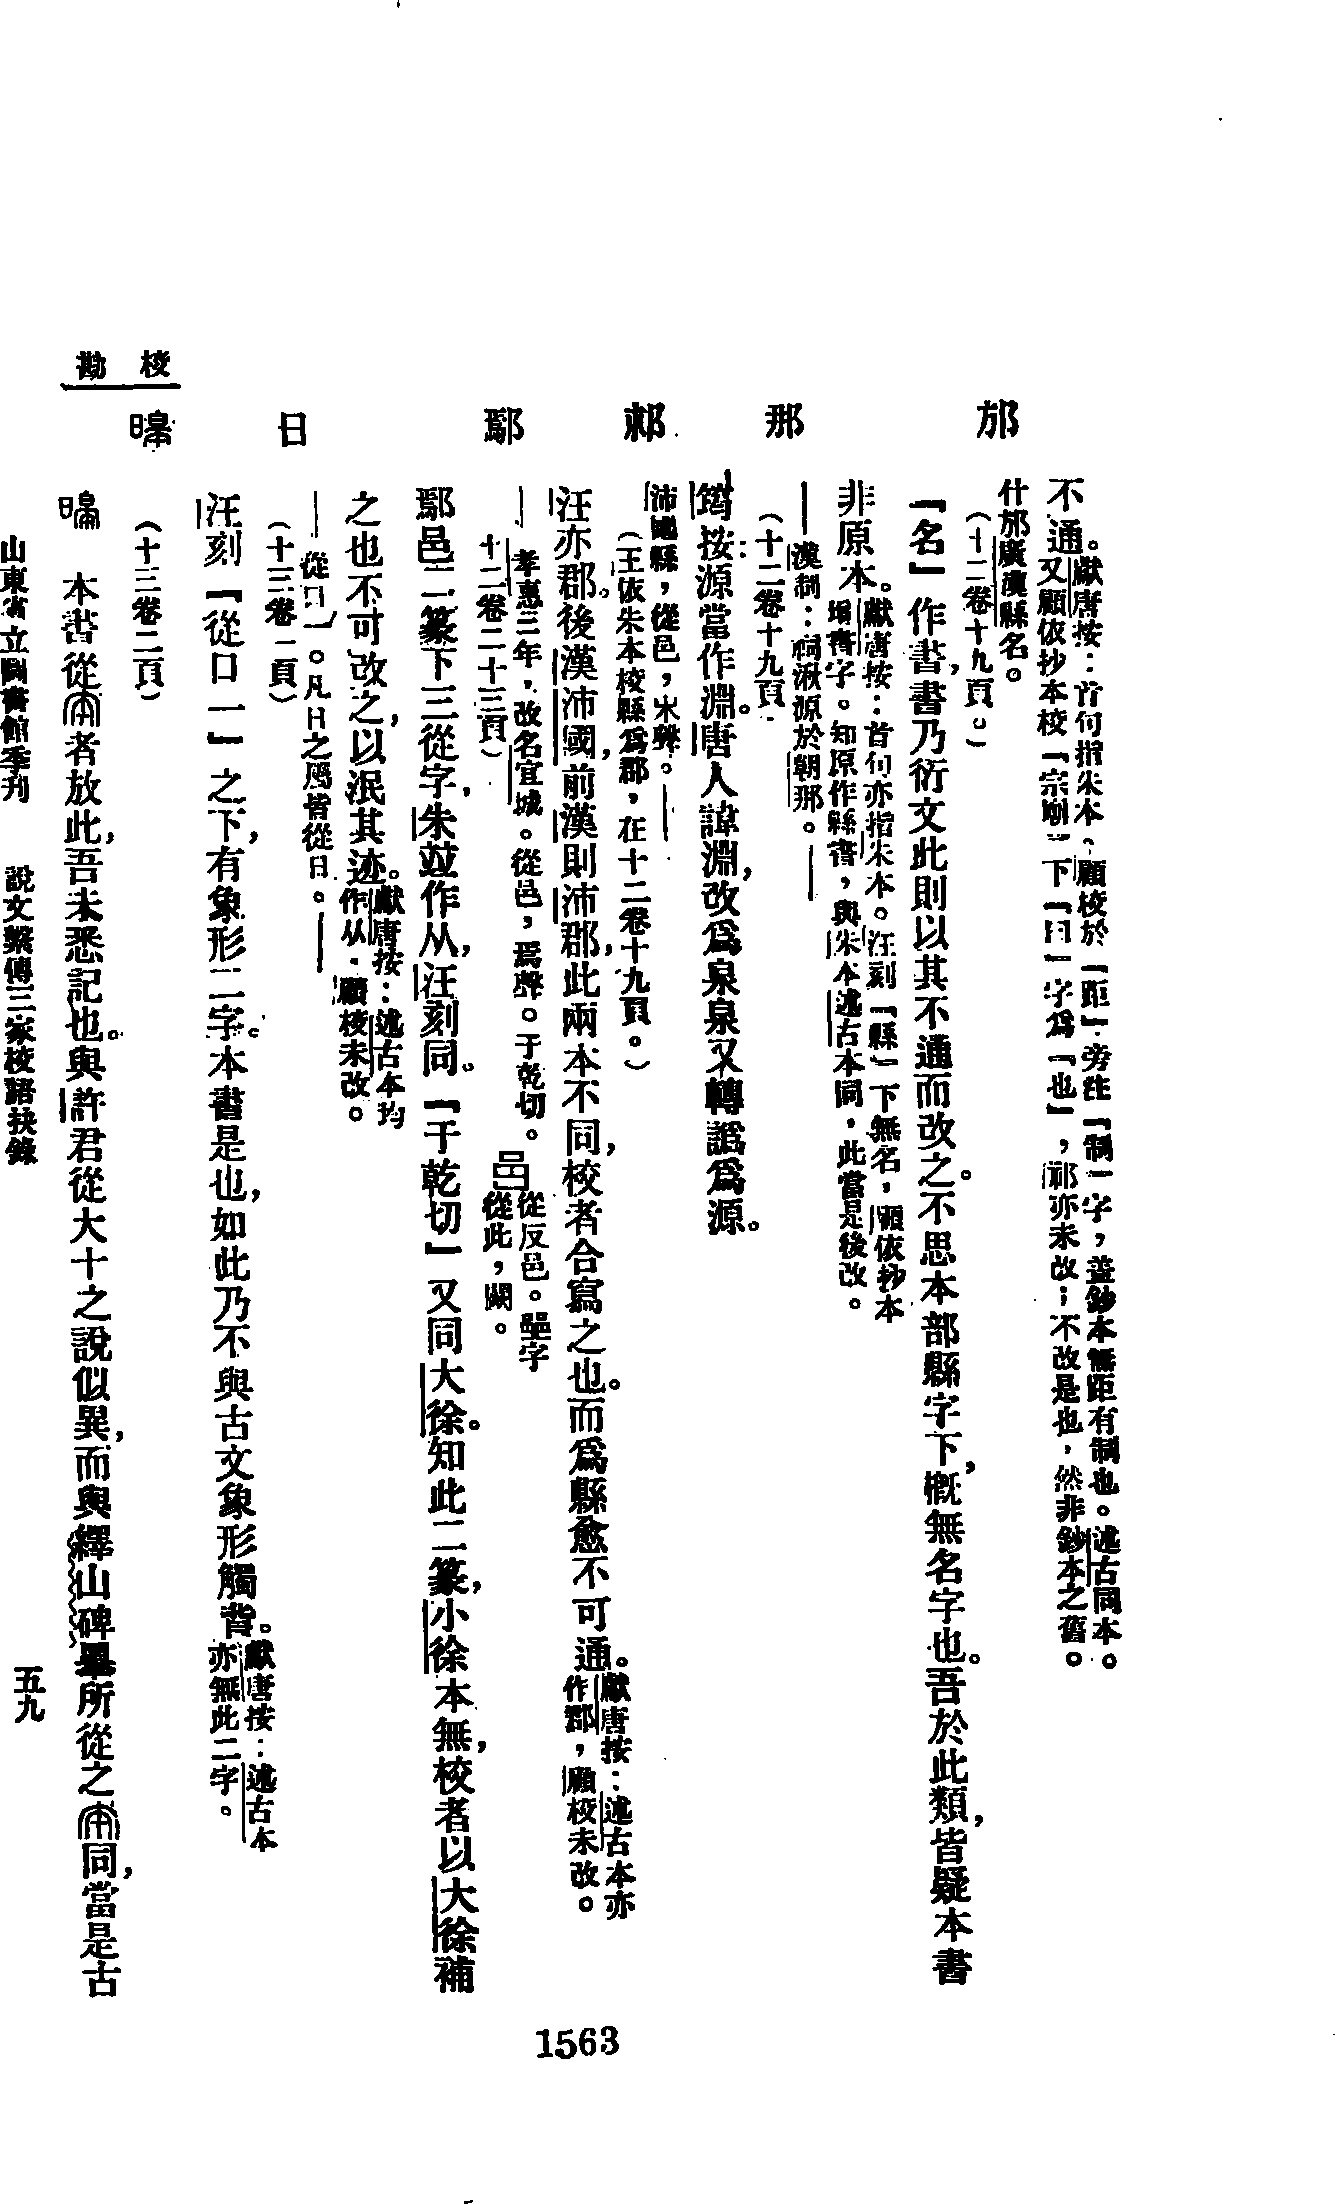 校勘
不通。獻唐按：首句指朱本。顧校於「距」旁注「制」字，蓋鈔本無距有制也。述古同本。
又顧依抄本校「宗廟」下「曰」字爲「也」，祁亦未改；不改是也，然非鈔本之舊。
邡
什邡廣漢縣名。
（十二卷十九頁。）
「名」作書書乃衍文此則以其不通而改之。不思本部縣字下，概無名字也。吾於此類，皆疑本書
非原本。獻唐按：首句亦指朱本。汪刻「縣」下無名，顧依抄本
增書字。知原作縣書，與朱本述古本同，此當是後改。
那
——漢制：祠湫源於朝那。——
（十二卷十九頁
筠按源當作淵。唐人諱淵，改爲泉泉又轉譌爲源。
沛國縣，從邑，聲。——
（王依朱本校縣爲郡，在十二卷十九頁。）
汪亦郡。後漢沛國，前漢則沛郡，此兩本不同，校者合寫之也。而爲縣愈不可通。獻唐按：述古本亦
作郡，顧校未改。
鄢
——孝惠三年，改名宜城。從邑，焉聲。于乾切。從反邑。字
從此，闕。
十二卷二十三頁）
鄢邑二篆下三從字，朱竝作从，汪刻同。「于乾切」又同大徐。知此二篆，小徐本無，校者以大徐補
之也不可改之，以泯其迹。獻唐按：述古本均
作从，顧校未改。
日
——從口一。凡日之屬皆從日。——
（十三卷一頁）
汪刻「從口一」之下，有象形二字。本書是也，如此乃不與古文象形觸背。獻唐按：述古本
亦無此二字。
（十三卷二頁）
本書從者放此，吾未悉記也。與許君從大十之說似異，而與繹山碑所從之同，當是古
山東省立圖書館季刊　說文繫傳三家校語抉錄
五九
1563